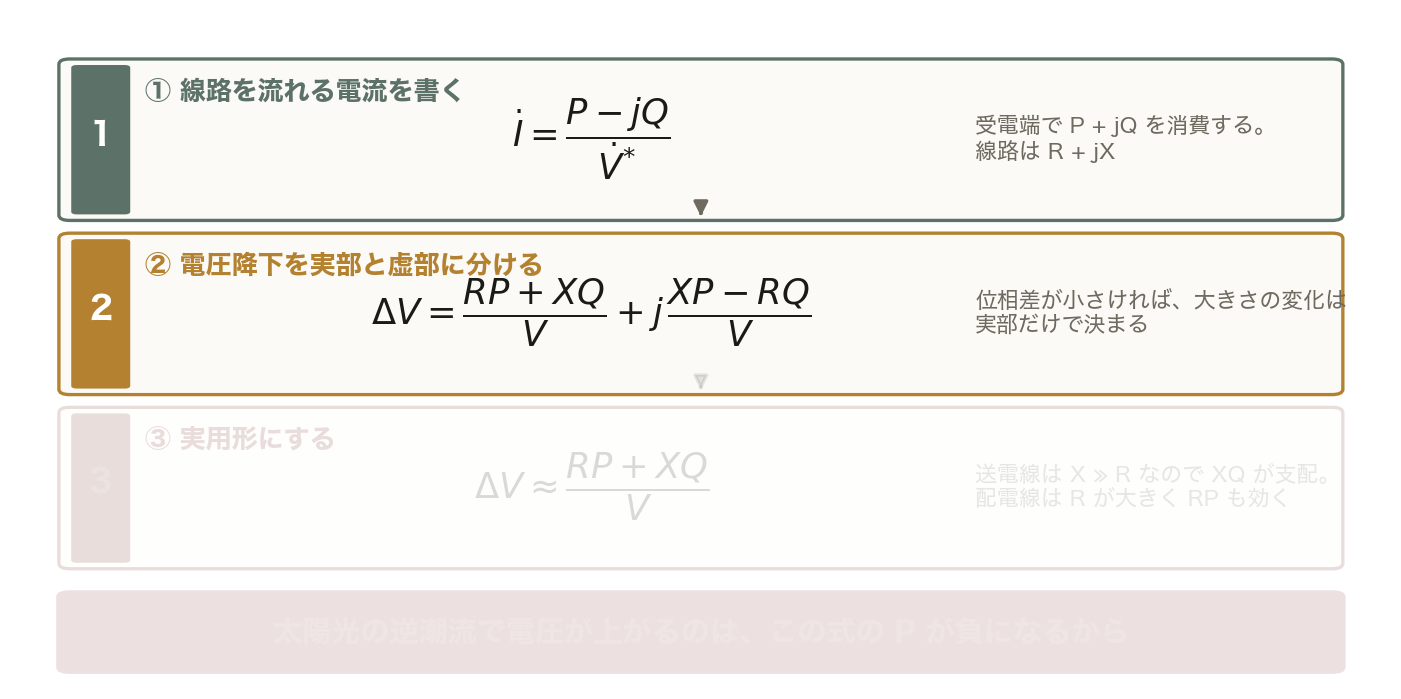 1
① 線路を流れる電流を書く
İ = (P − jQ) / V̇*
受電端で P + jQ を消費する。
線路は R + jX
2
② 電圧降下を実部と虚部に分ける
ΔV = (RP + XQ) / V + j (XP − RQ) / V
位相差が小さければ、大きさの変化は
実部だけで決まる
3
③ 実用形にする
ΔV ≈ (RP + XQ) / V
送電線は X ≫ R なので XQ が支配。
配電線は R が大きく RP も効く
太陽光の逆潮流で電圧が上がるのは、この式の P が負になるから